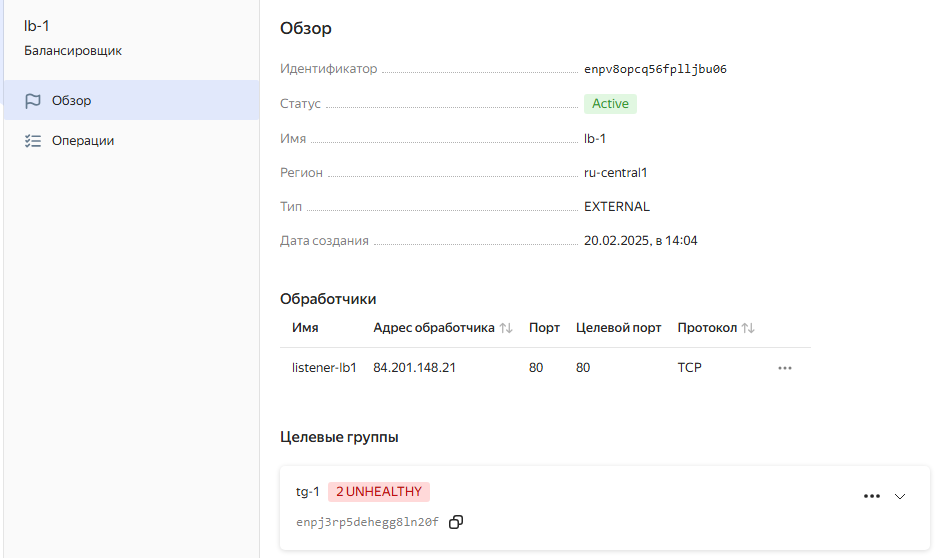 lb-1
Балансировщик
Обзор
Операции
Обзор
Идентификатор enpv8opcq56fplljbu06
Статус Active
Имя lb-1
Регион ru-central1
Тип EXTERNAL
Дата создания 20.02.2025, в 14:04
Обработчики
Имя Адрес обработчика Порт Целевой порт Протокол
listener-lb1 84.201.148.21 80 80 TCP
Целевые группы
tg-1 2 UNHEALTHY
enpj3rp5dehegg8ln20f